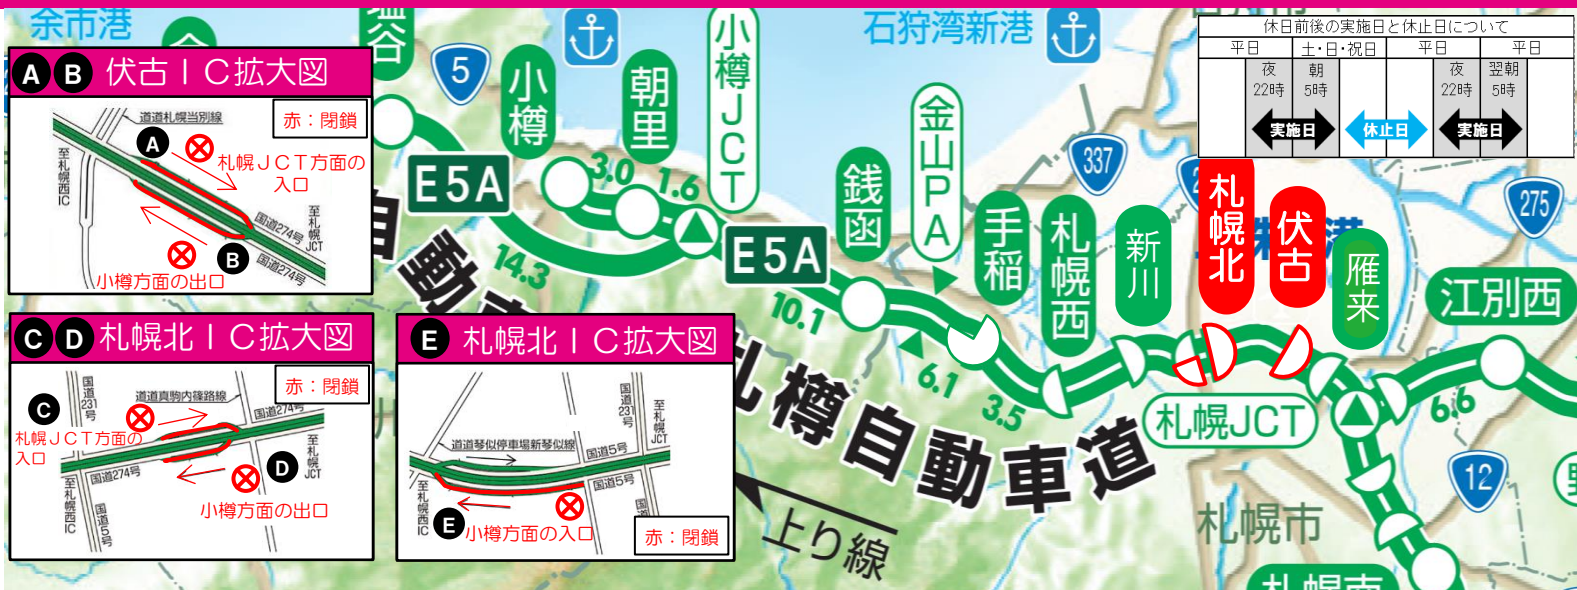 余市港
塩谷
5
小樽
朝里
小樽JCT
石狩湾新港
金山PA
銭函
手稲
札幌西
337
新川
札幌北
伏古
雁来
275
江別西
E5A
E5A
3.0
1.6
14.3
10.1
6.1
3.5
6.6
札幌JCT
札樽自動車道
上り線
12
札幌市
札幌南
休日前後の実施日と休止日について
平日
土・日・祝日
平日
平日
夜
22時
朝
5時
夜
22時
翌朝
5時
実施日
休止日
実施日
A B 伏古IC拡大図
道道札幌当別線
赤：閉鎖
A
札幌JCT方面の
入口
至札幌西IC
国道274号
至札幌JCT
B
国道274号
小樽方面の出口
C D 札幌北IC拡大図
国道231号
道道真駒内篠路線
赤：閉鎖
C
国道274号
札幌JCT方面の
入口
国道274号
D
至札幌JCT
至札幌西IC
国道5号
小樽方面の出口
E 札幌北IC拡大図
国道231号
至札幌JCT
道道琴似停車場新琴似線
国道5号
国道5号
至札幌西IC
E
小樽方面の入口
赤：閉鎖